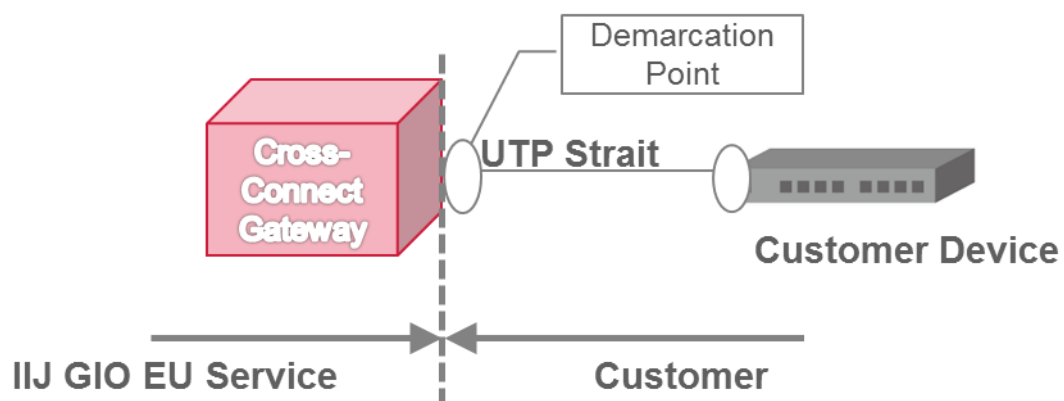 Demarcation
Point
Cross-
Connect
Gateway
UTP Strait
Customer Device
IIJ GIO EU Service
Customer